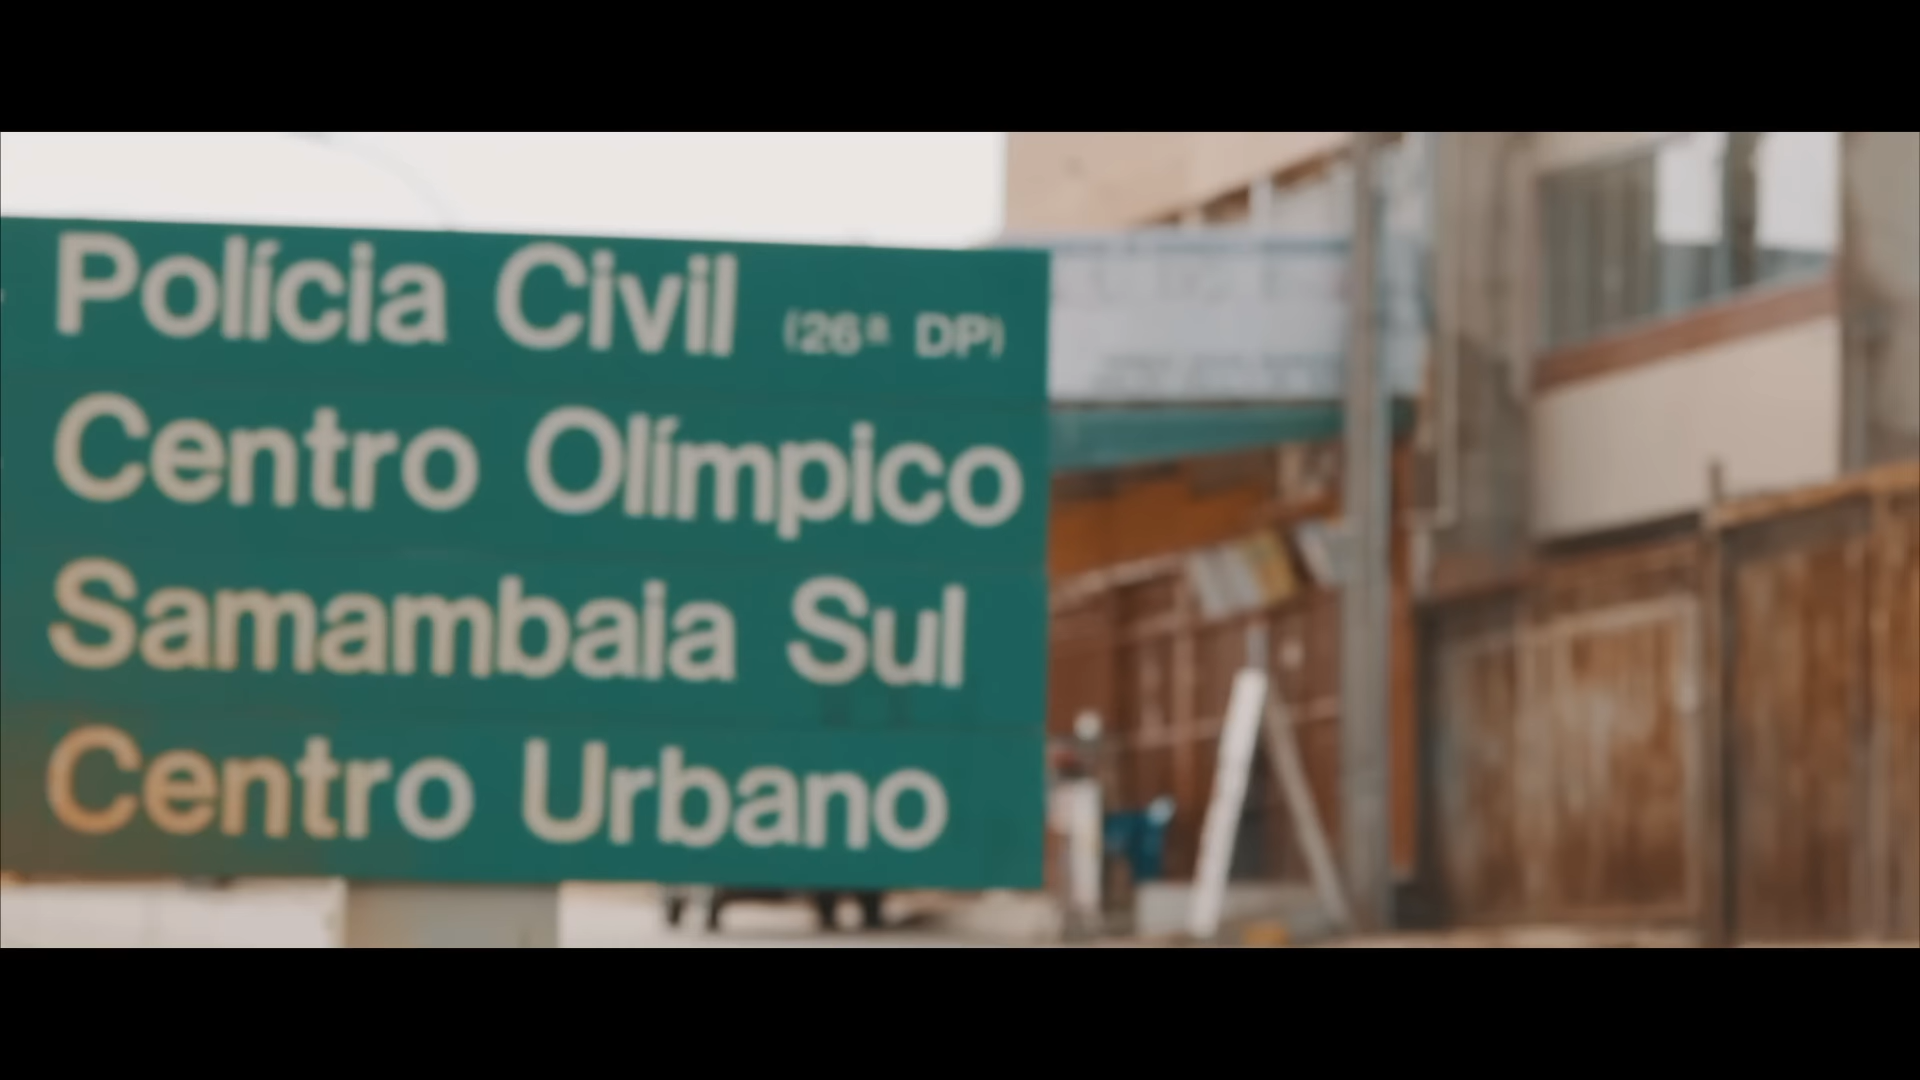 Polícia Civil (26ª DP)
Centro Olímpico
Samambaia Sul
Centro Urbano